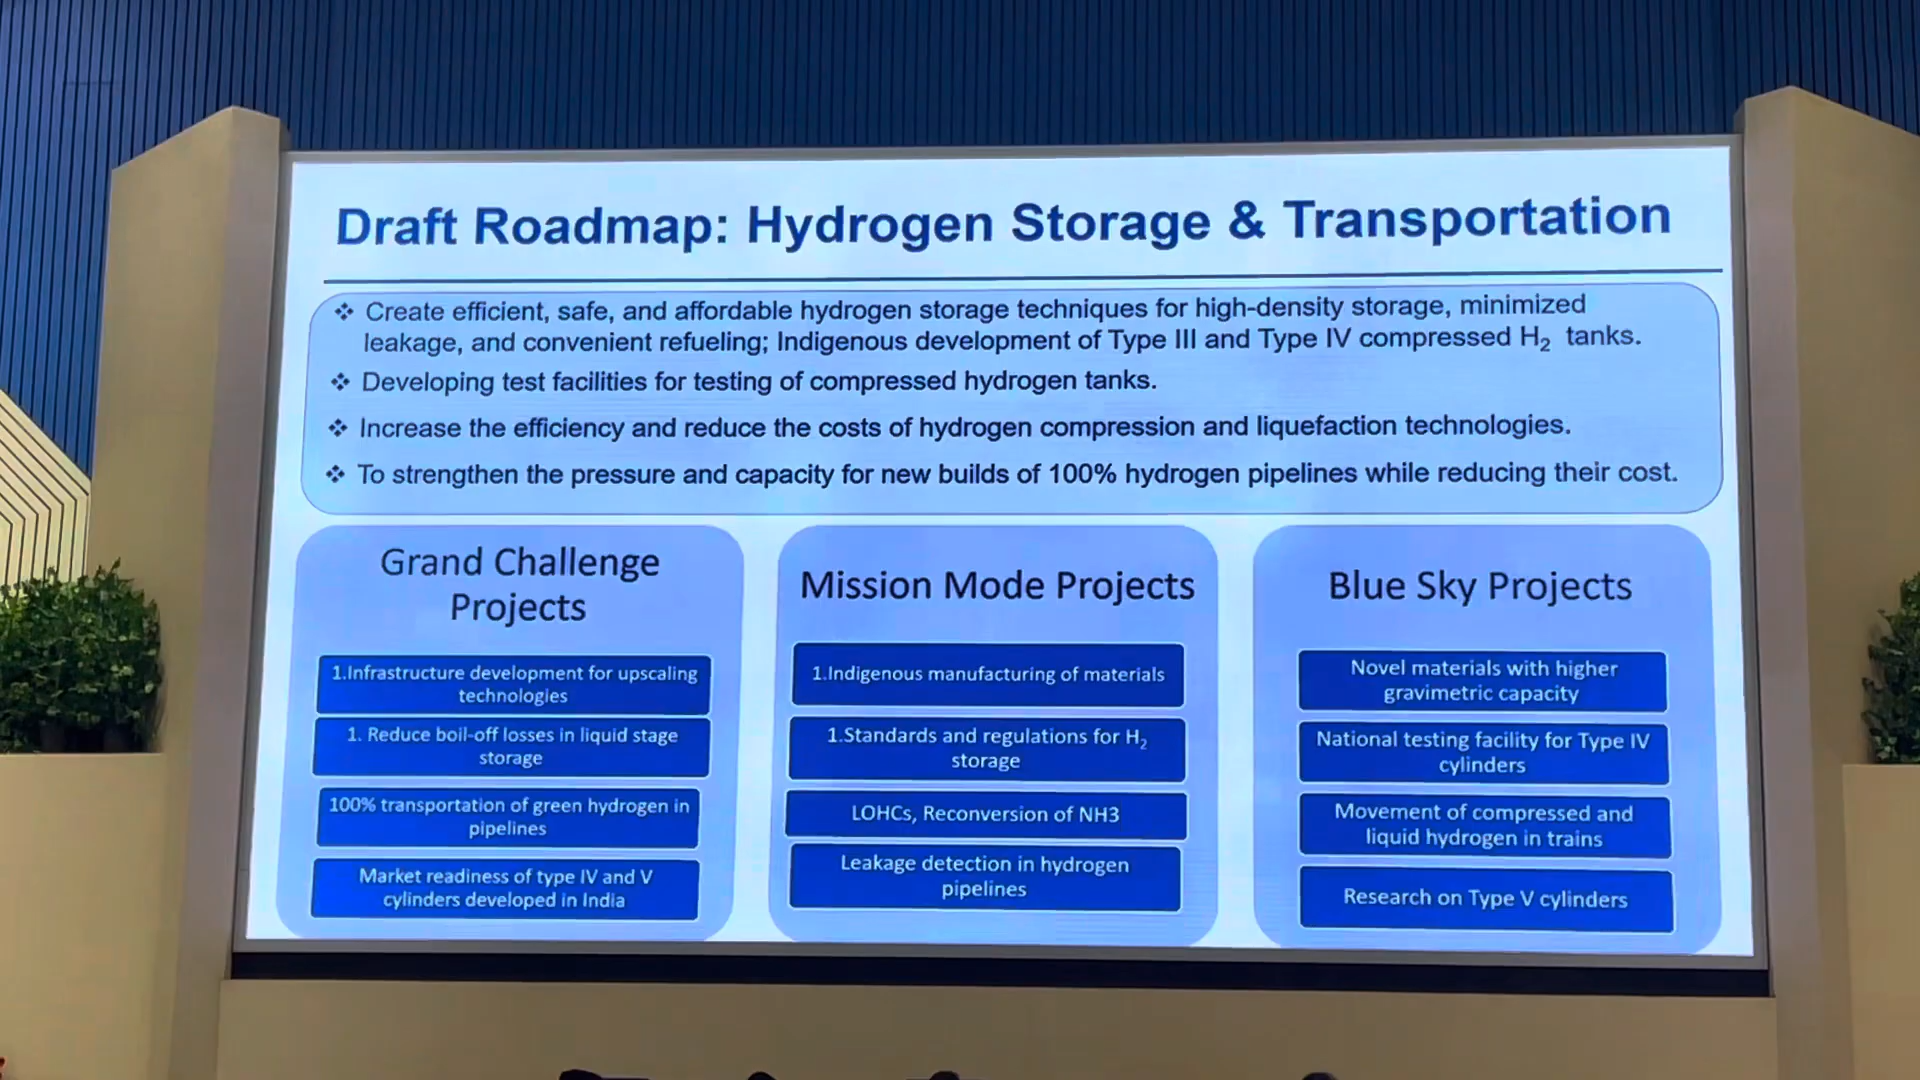 Draft Roadmap: Hydrogen Storage & Transportation
❖ Create efficient, safe, and affordable hydrogen storage techniques for high-density storage, minimized
leakage, and convenient refueling; Indigenous development of Type III and Type IV compressed H₂ tanks.
❖ Developing test facilities for testing of compressed hydrogen tanks.
❖ Increase the efficiency and reduce the costs of hydrogen compression and liquefaction technologies.
❖ To strengthen the pressure and capacity for new builds of 100% hydrogen pipelines while reducing their cost.
Grand Challenge
Projects
1.Infrastructure development for upscaling
technologies
1. Reduce boil-off losses in liquid stage
storage
100% transportation of green hydrogen in
pipelines
Market readiness of type IV and V
cylinders developed in India
Mission Mode Projects
1.Indigenous manufacturing of materials
1.Standards and regulations for H₂
storage
LOHCs, Reconversion of NH3
Leakage detection in hydrogen
pipelines
Blue Sky Projects
Novel materials with higher
gravimetric capacity
National testing facility for Type IV
cylinders
Movement of compressed and
liquid hydrogen in trains
Research on Type V cylinders